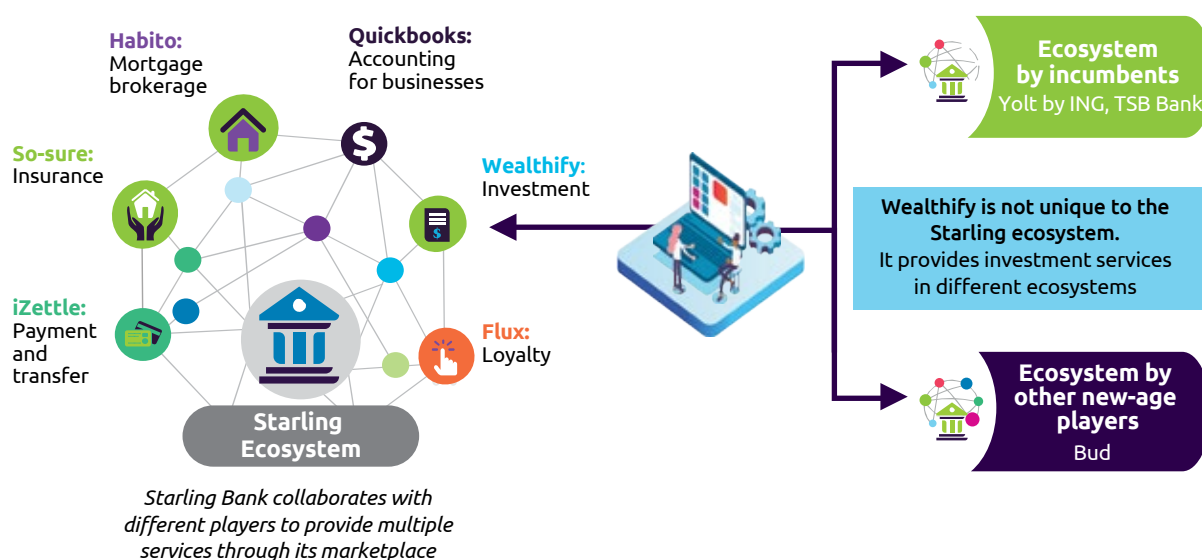 Habito:
Mortgage
brokerage
Quickbooks:
Accounting
for businesses
So-sure:
Insurance
$
Wealthify:
Investment
$
iZettle:
Payment
and
transfer
Flux:
Loyalty
Starling
Ecosystem
Starling Bank collaborates with
different players to provide multiple
services through its marketplace
Ecosystem
by incumbents
Yolt by ING, TSB Bank
Wealthify is not unique to the
Starling ecosystem.
It provides investment services
in different ecosystems
Ecosystem by
other new-age
players
Bud